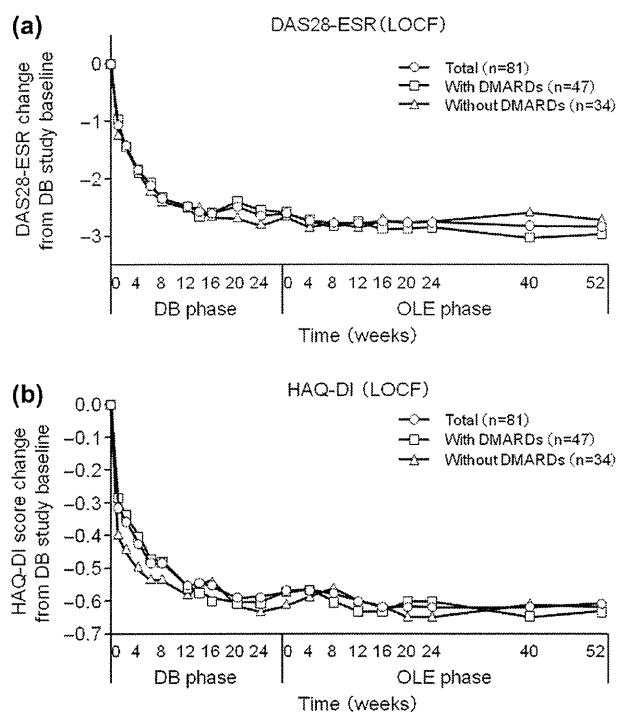 (a)
DAS28-ESR (LOCF)
Total (n=81)
With DMARDs (n=47)
Without DMARDs (n=34)
DAS28-ESR change
from DB study baseline
0
−1
−2
−3
0 4 8 12 16 20 24 0 4 8 12 16 20 24 40 52
DB phase OLE phase
Time (weeks)
(b)
HAQ-DI (LOCF)
Total (n=81)
With DMARDs (n=47)
Without DMARDs (n=34)
HAQ-DI score change
from DB study baseline
0.0
−0.1
−0.2
−0.3
−0.4
−0.5
−0.6
−0.7
0 4 8 12 16 20 24 0 4 8 12 16 20 24 40 52
DB phase OLE phase
Time (weeks)